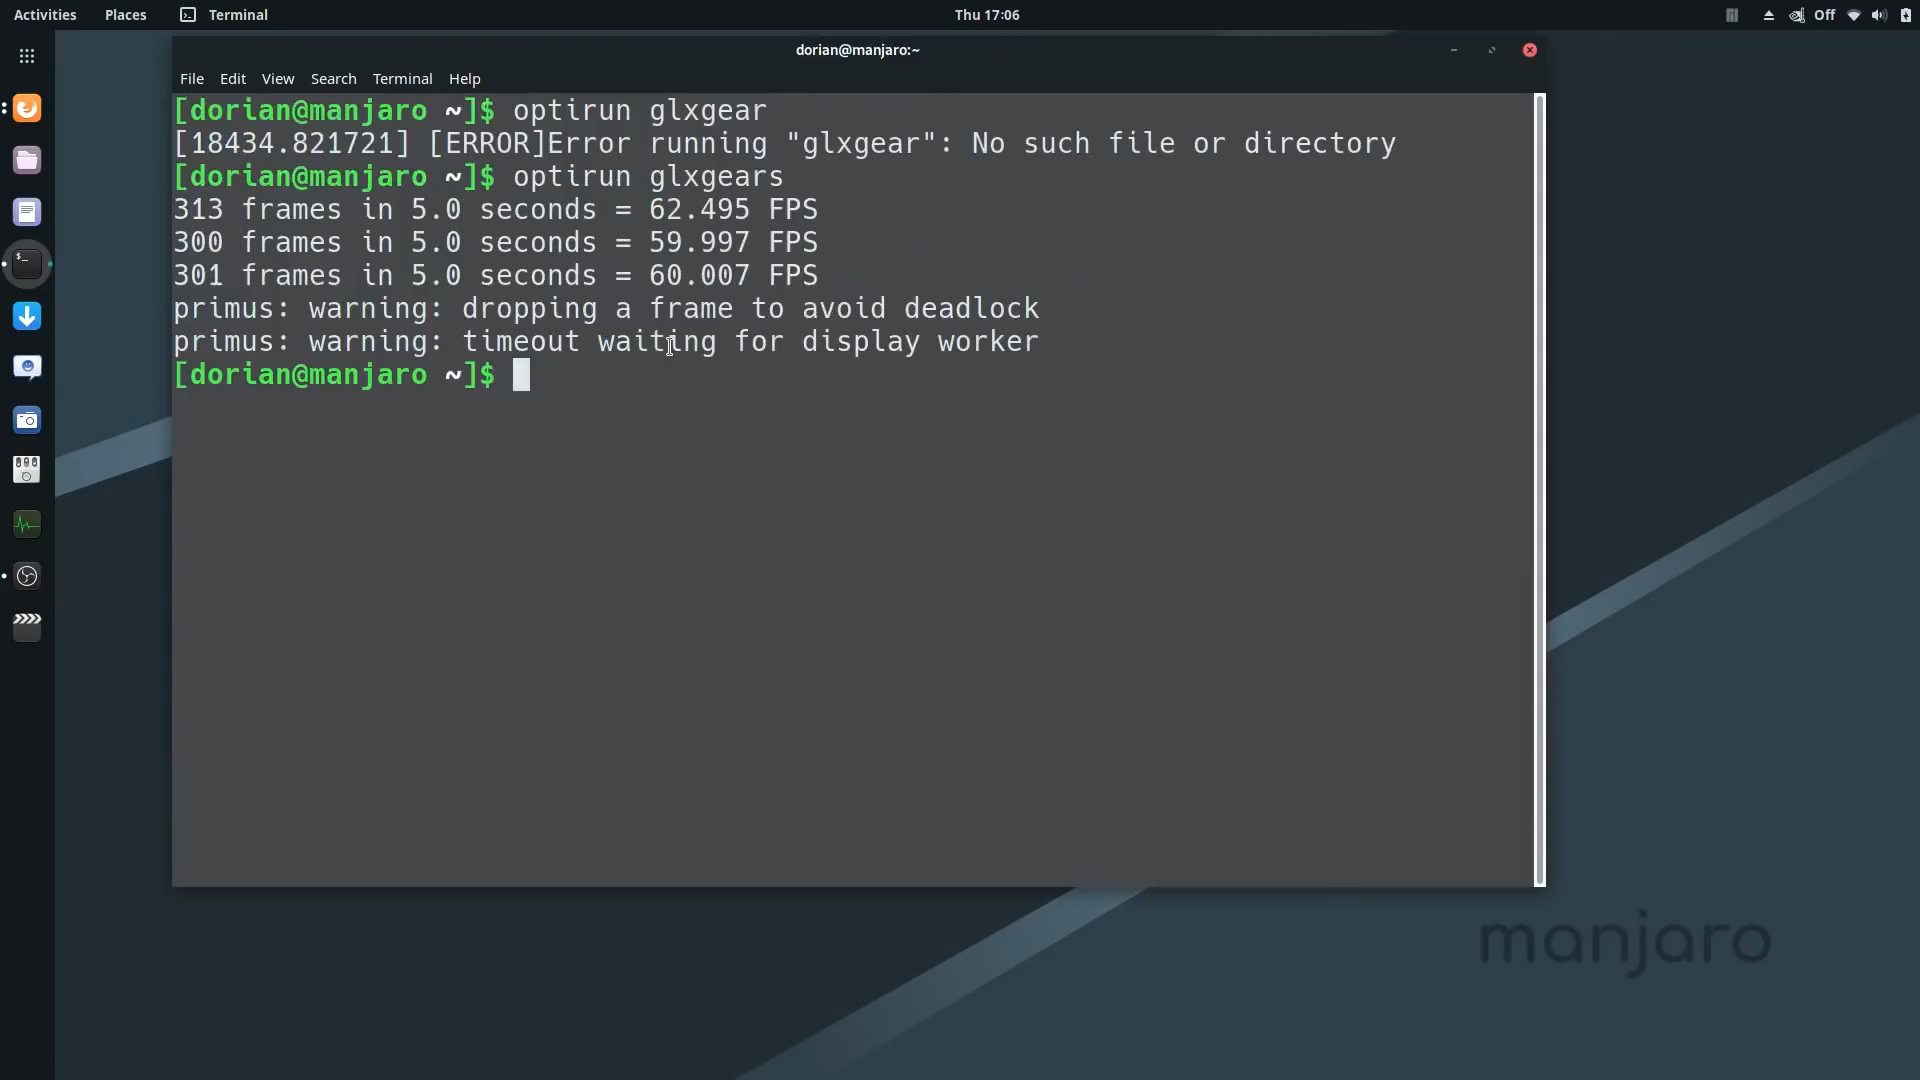 Activities Places Terminal Thu 17:06 Off
dorian@manjaro:~
File Edit View Search Terminal Help
[dorian@manjaro ~]$ optirun glxgear
[18434.821721] [ERROR]Error running "glxgear": No such file or directory
[dorian@manjaro ~]$ optirun glxgears
313 frames in 5.0 seconds = 62.495 FPS
300 frames in 5.0 seconds = 59.997 FPS
301 frames in 5.0 seconds = 60.007 FPS
primus: warning: dropping a frame to avoid deadlock
primus: warning: timeout waiting for display worker
[dorian@manjaro ~]$
manjaro